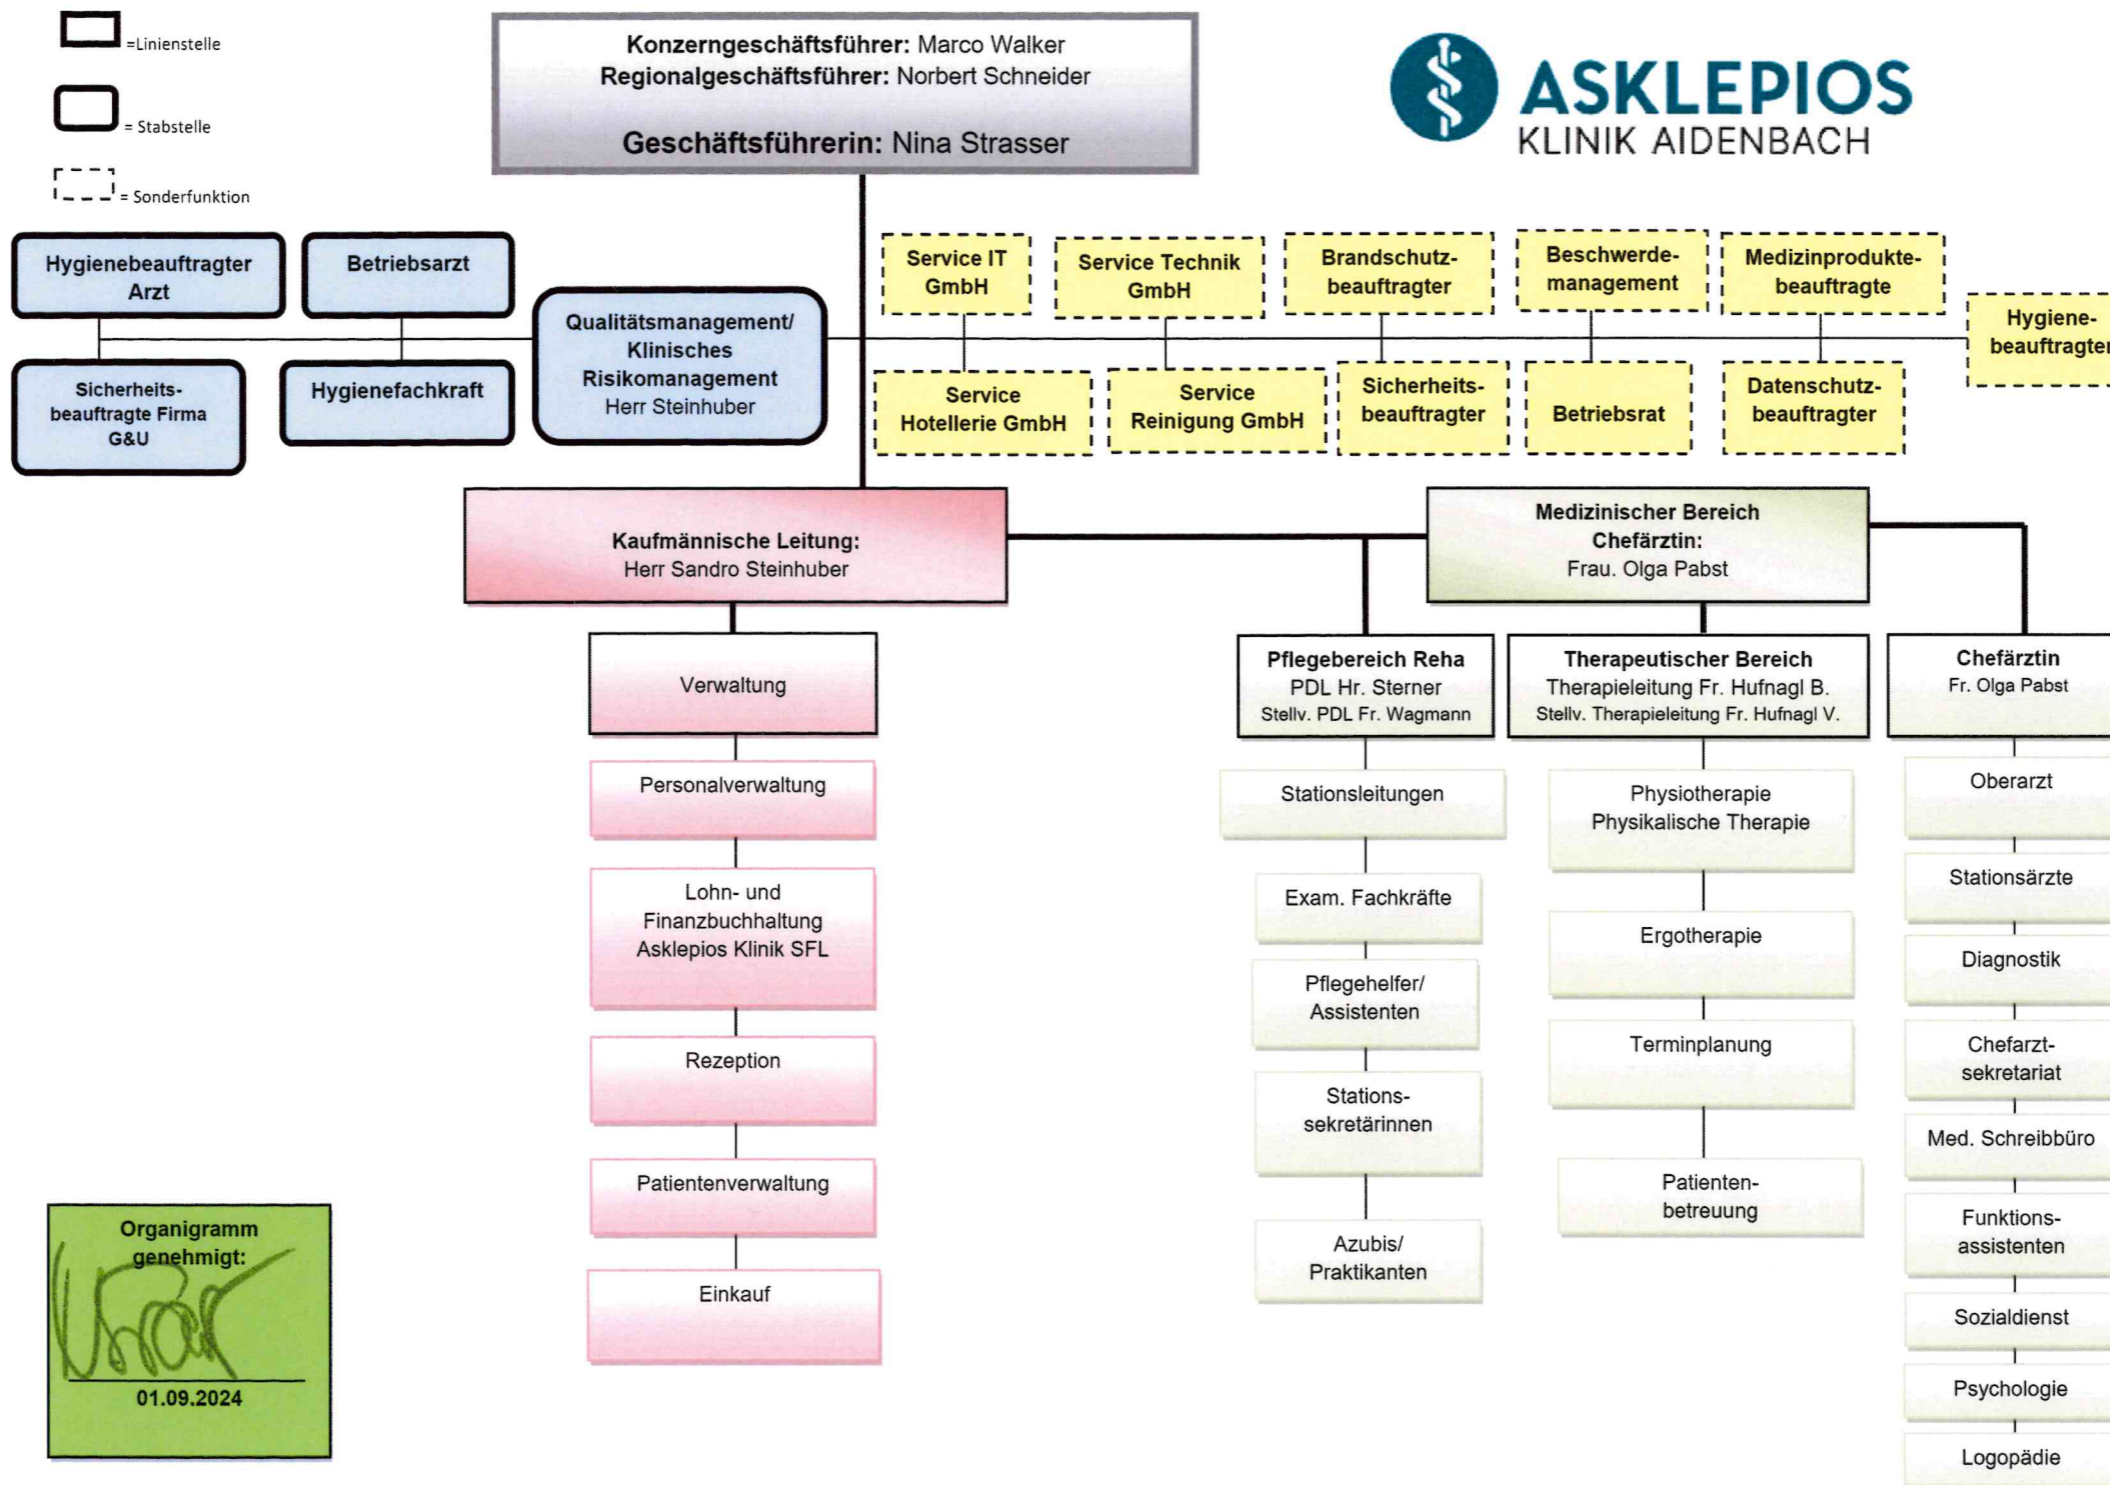 =Linienstelle
= Stabstelle
= Sonderfunktion
Konzerngeschäftsführer: Marco Walker
Regionalgeschäftsführer: Norbert Schneider
Geschäftsführerin: Nina Strasser
ASKLEPIOS
KLINIK AIDENBACH
Hygienebeauftragter
Arzt
Betriebsarzt
Sicherheits-
beauftragte Firma
G&U
Hygienefachkraft
Qualitätsmanagement/
Klinisches
Risikomanagement
Herr Steinhuber
Service IT
GmbH
Service Technik
GmbH
Brandschutz-
beauftragter
Beschwerde-
management
Medizinprodukte-
beauftragte
Hygiene-
beauftragter
Service
Hotellerie GmbH
Service
Reinigung GmbH
Sicherheits-
beauftragter
Betriebsrat
Datenschutz-
beauftragter
Kaufmännische Leitung:
Herr Sandro Steinhuber
Medizinischer Bereich
Chefärztin:
Frau. Olga Pabst
Verwaltung
Personalverwaltung
Lohn- und
Finanzbuchhaltung
Asklepios Klinik SFL
Rezeption
Patientenverwaltung
Einkauf
Pflegebereich Reha
PDL Hr. Sterner
Stellv. PDL Fr. Wagmann
Stationsleitungen
Exam. Fachkräfte
Pflegehelfer/
Assistenten
Stations-
sekretärinnen
Azubis/
Praktikanten
Therapeutischer Bereich
Therapieleitung Fr. Hufnagl B.
Stellv. Therapieleitung Fr. Hufnagl V.
Physiotherapie
Physikalische Therapie
Ergotherapie
Terminplanung
Patienten-
betreuung
Chefärztin
Fr. Olga Pabst
Oberarzt
Stationsärzte
Diagnostik
Chefarzt-
sekretariat
Med. Schreibbüro
Funktions-
assistenten
Sozialdienst
Psychologie
Logopädie
Organigramm
genehmigt:
01.09.2024